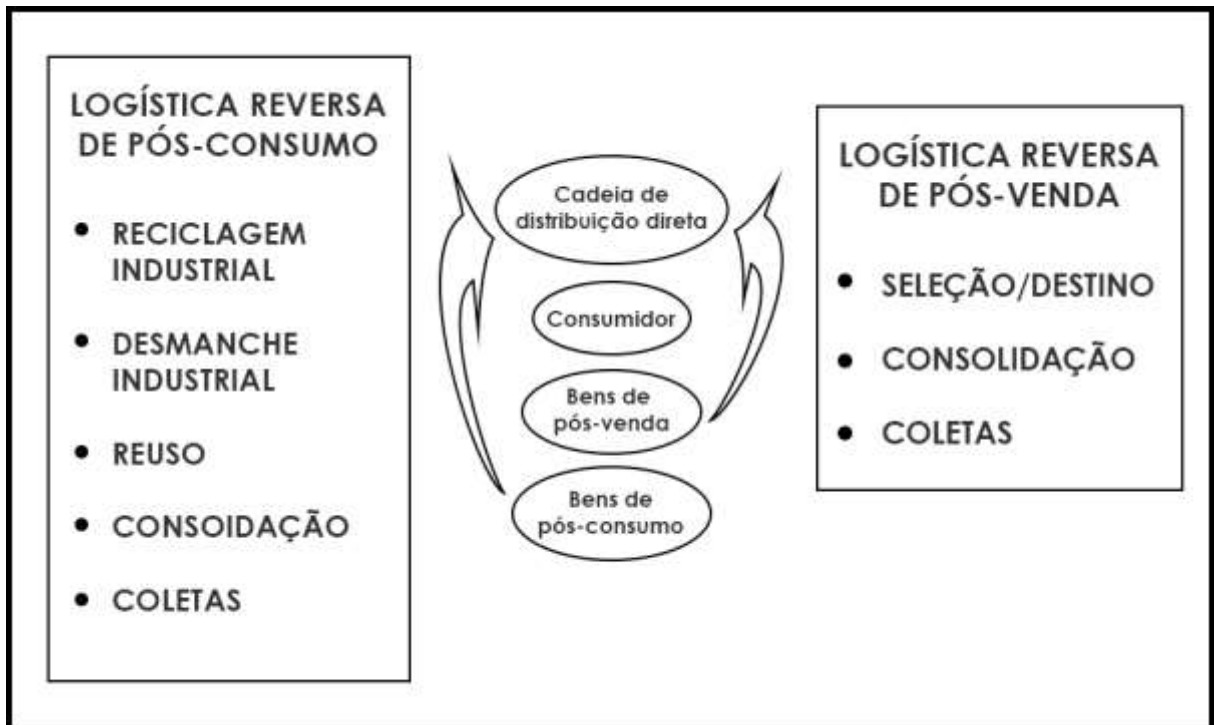 LOGÍSTICA REVERSA
DE PÓS-CONSUMO
• RECICLAGEM
INDUSTRIAL
• DESMANCHE
INDUSTRIAL
• REUSO
• CONSOIDAÇÃO
• COLETAS
Cadeia de
distribuição direta
Consumidor
Bens de
pós-venda
Bens de
pós-consumo
LOGÍSTICA REVERSA
DE PÓS-VENDA
• SELEÇÃO/DESTINO
• CONSOLIDAÇÃO
• COLETAS